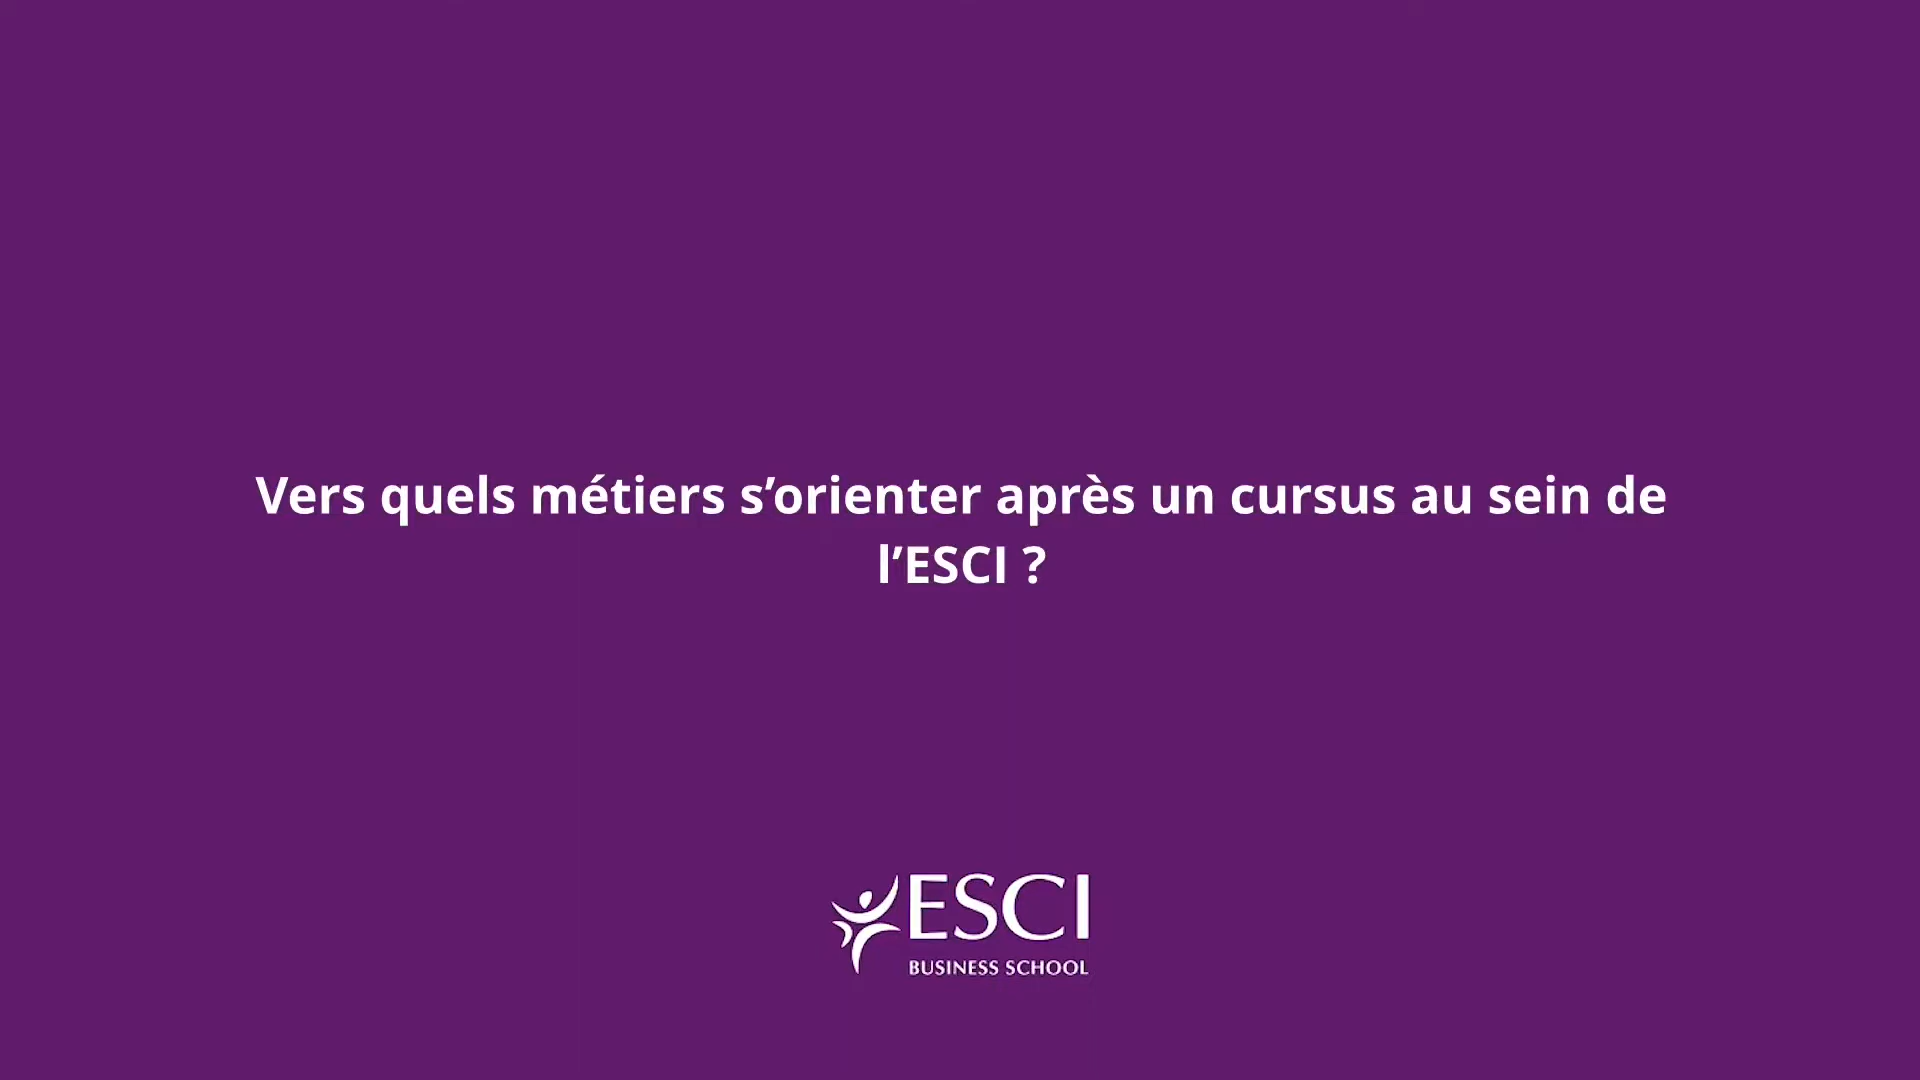 Vers quels métiers s’orienter après un cursus au sein de
l’ESCI ?
ESCI
BUSINESS SCHOOL